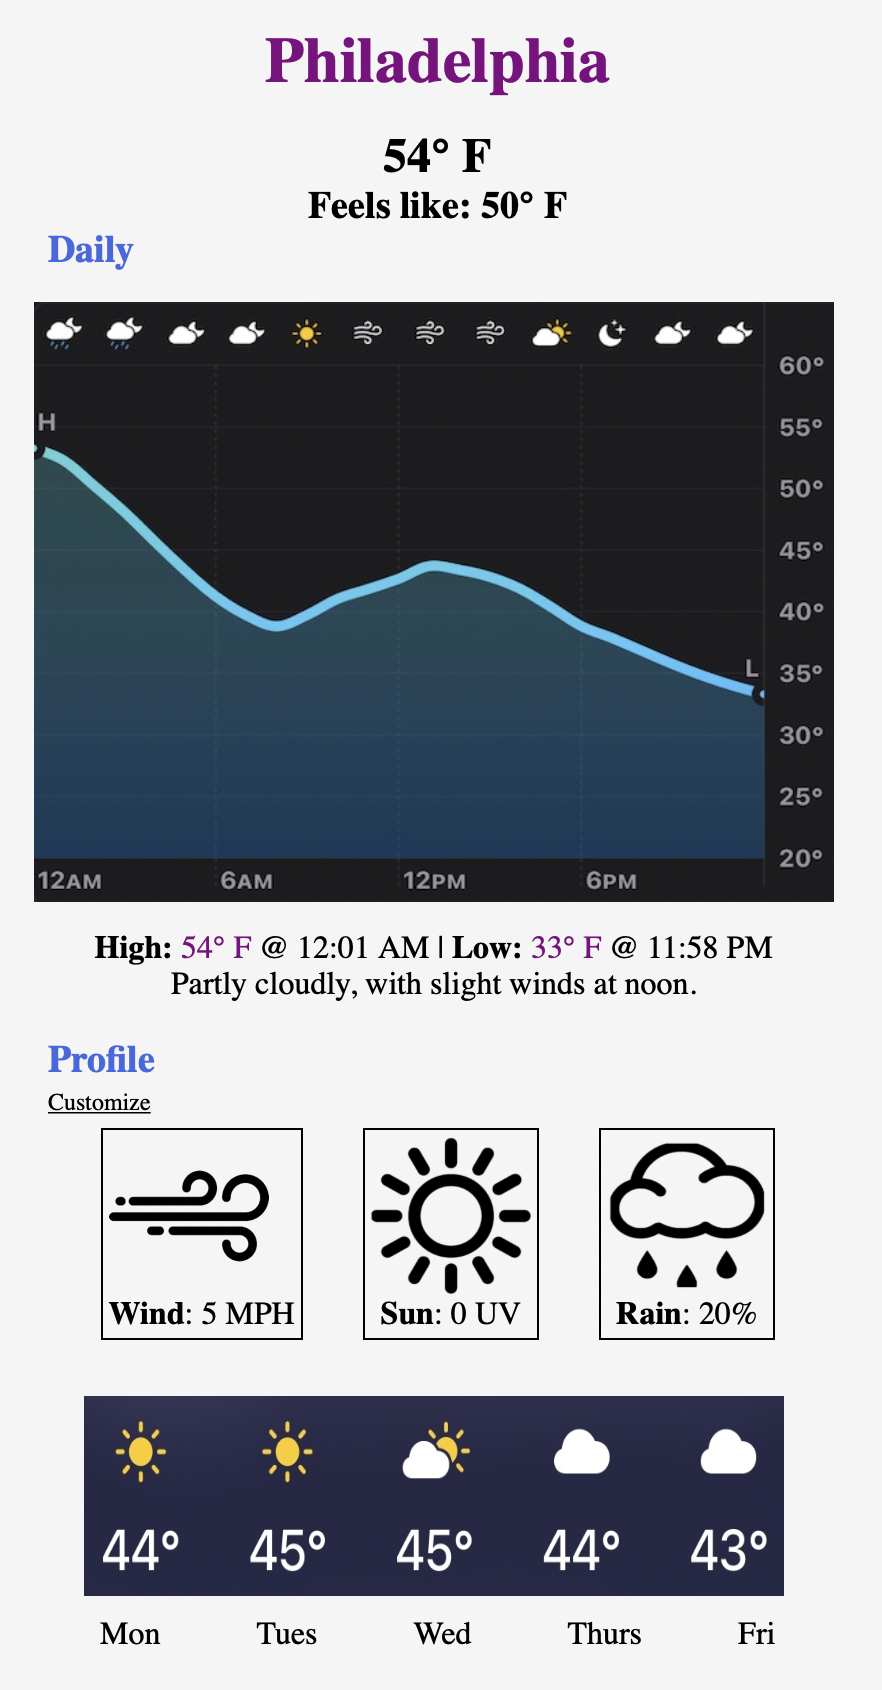 Philadelphia
54° F
Feels like: 50° F
Daily
60°
H
55°
50°
45°
40°
L
35°
30°
25°
20°
12AM 6AM 12PM 6PM
High: 54° F @ 12:01 AM | Low: 33° F @ 11:58 PM
Partly cloudly, with slight winds at noon.
Profile
Customize
Wind: 5 MPH Sun: 0 UV Rain: 20%
44° 45° 45° 44° 43°
Mon Tues Wed Thurs Fri